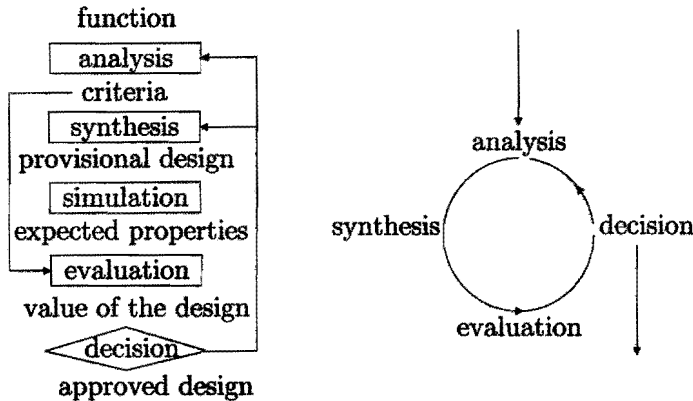 function
analysis
criteria
synthesis
provisional design
simulation
expected properties
evaluation
value of the design
decision
approved design
analysis
synthesis
decision
evaluation